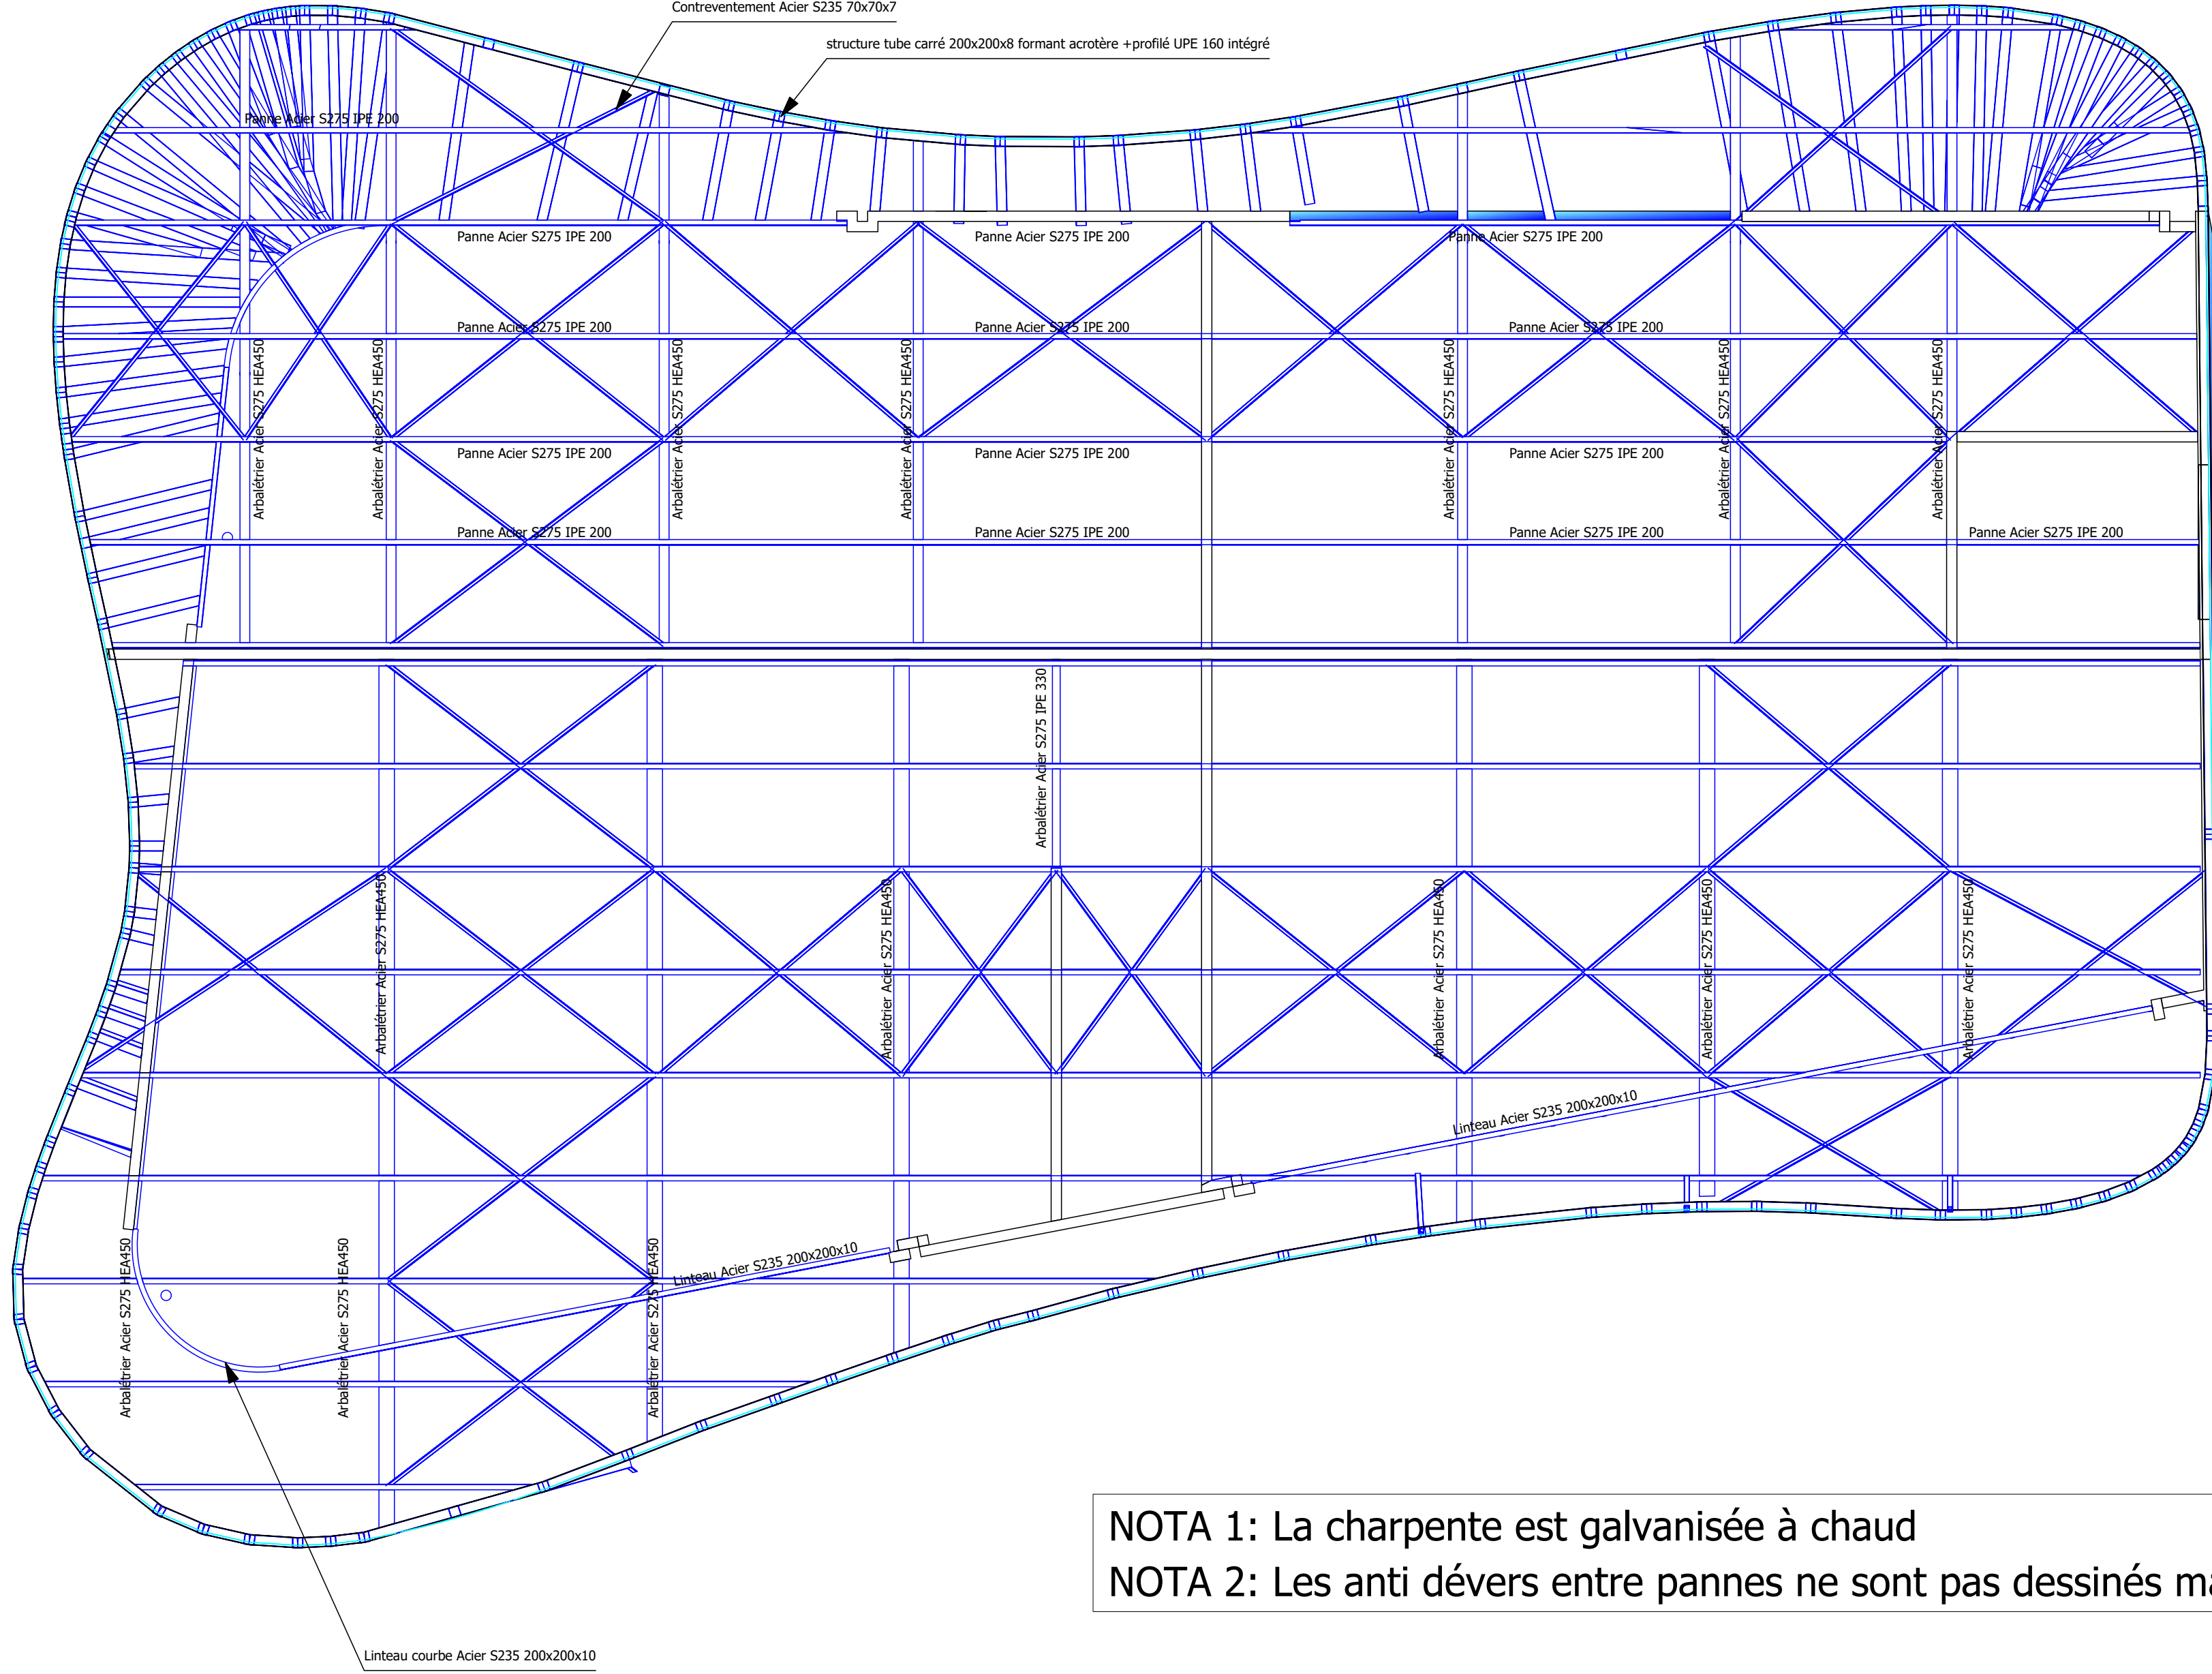 Contreventement Acier S235 70x70x7
structure tube carré 200x200x8 formant acrotère +profilé UPE 160 intégré
Panne Acier S275 IPE 200
Panne Acier S275 IPE 200
Panne Acier S275 IPE 200
Panne Acier S275 IPE 200
Panne Acier S275 IPE 200
Panne Acier S275 IPE 200
Panne Acier S275 IPE 200
Arbalétrier Acier S275 HEA450
Arbalétrier Acier S275 HEA450
Arbalétrier Acier S275 HEA450
Arbalétrier Acier S275 HEA450
Arbalétrier Acier S275 HEA450
Arbalétrier Acier S275 HEA450
Arbalétrier Acier S275 HEA450
Panne Acier S275 IPE 200
Panne Acier S275 IPE 200
Panne Acier S275 IPE 200
Panne Acier S275 IPE 200
Panne Acier S275 IPE 200
Panne Acier S275 IPE 200
Panne Acier S275 IPE 200
Arbalétrier Acier S275 IPE 330
Arbalétrier Acier S275 HEA450
Arbalétrier Acier S275 HEA450
Arbalétrier Acier S275 HEA450
Arbalétrier Acier S275 HEA450
Arbalétrier Acier S275 HEA450
Linteau Acier S235 200x200x10
Linteau Acier S235 200x200x10
Arbalétrier Acier S275 HEA450
Arbalétrier Acier S275 HEA450
Arbalétrier Acier S275 HEA450
NOTA 1: La charpente est galvanisée à chaud
NOTA 2: Les anti dévers entre pannes ne sont pas dessinés
Linteau courbe Acier S235 200x200x10